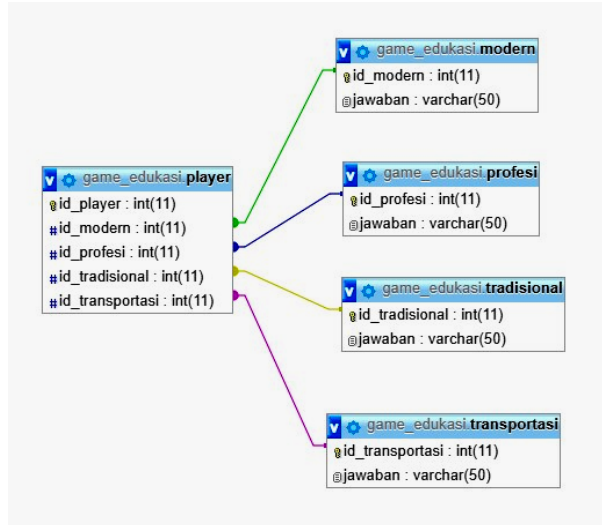 game_edukasi.modern
id_modern : int(11)
jawaban : varchar(50)
game_edukasi.profesi
id_profesi : int(11)
jawaban : varchar(50)
game_edukasi.player
id_player : int(11)
#id_modern : int(11)
#id_profesi : int(11)
#id_tradisional : int(11)
#id_transportasi : int(11)
game_edukasi.tradisional
id_tradisional : int(11)
jawaban : varchar(50)
game_edukasi.transportasi
id_transportasi : int(11)
jawaban : varchar(50)